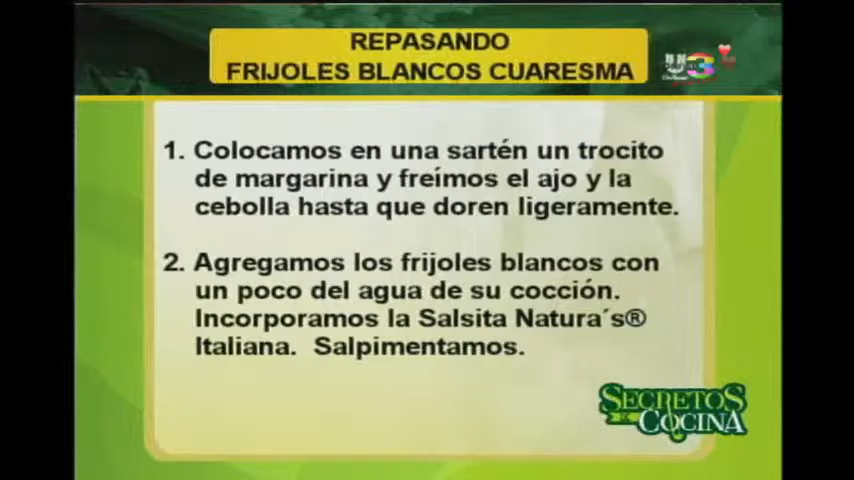 REPASANDO
FRIJOLES BLANCOS CUARESMA
1. Colocamos en una sartén un trocito
de margarina y freímos el ajo y la
cebolla hasta que doren ligeramente.
2. Agregamos los frijoles blancos con
un poco del agua de su cocción.
Incorporamos la Salsita Natura´s®
Italiana. Salpimentamos.
SECRETOS
DE COCINA